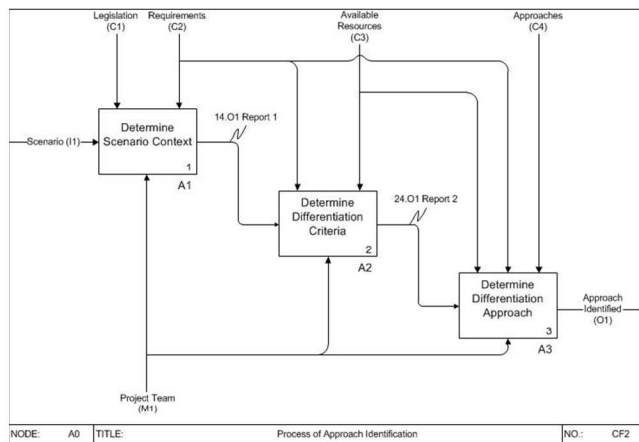 Legislation
(C1)
Requirements
(C2)
Available
Resources
(C3)
Approaches
(C4)
Scenario (I1)
Determine
Scenario Context
1
A1
14.O1 Report 1
Determine
Differentiation
Criteria
2
A2
24.O1 Report 2
Determine
Differentiation
Approach
3
A3
Approach
Identified
(O1)
Project Team
(M1)
NODE: A0 TITLE: Process of Approach Identification NO.: CF2